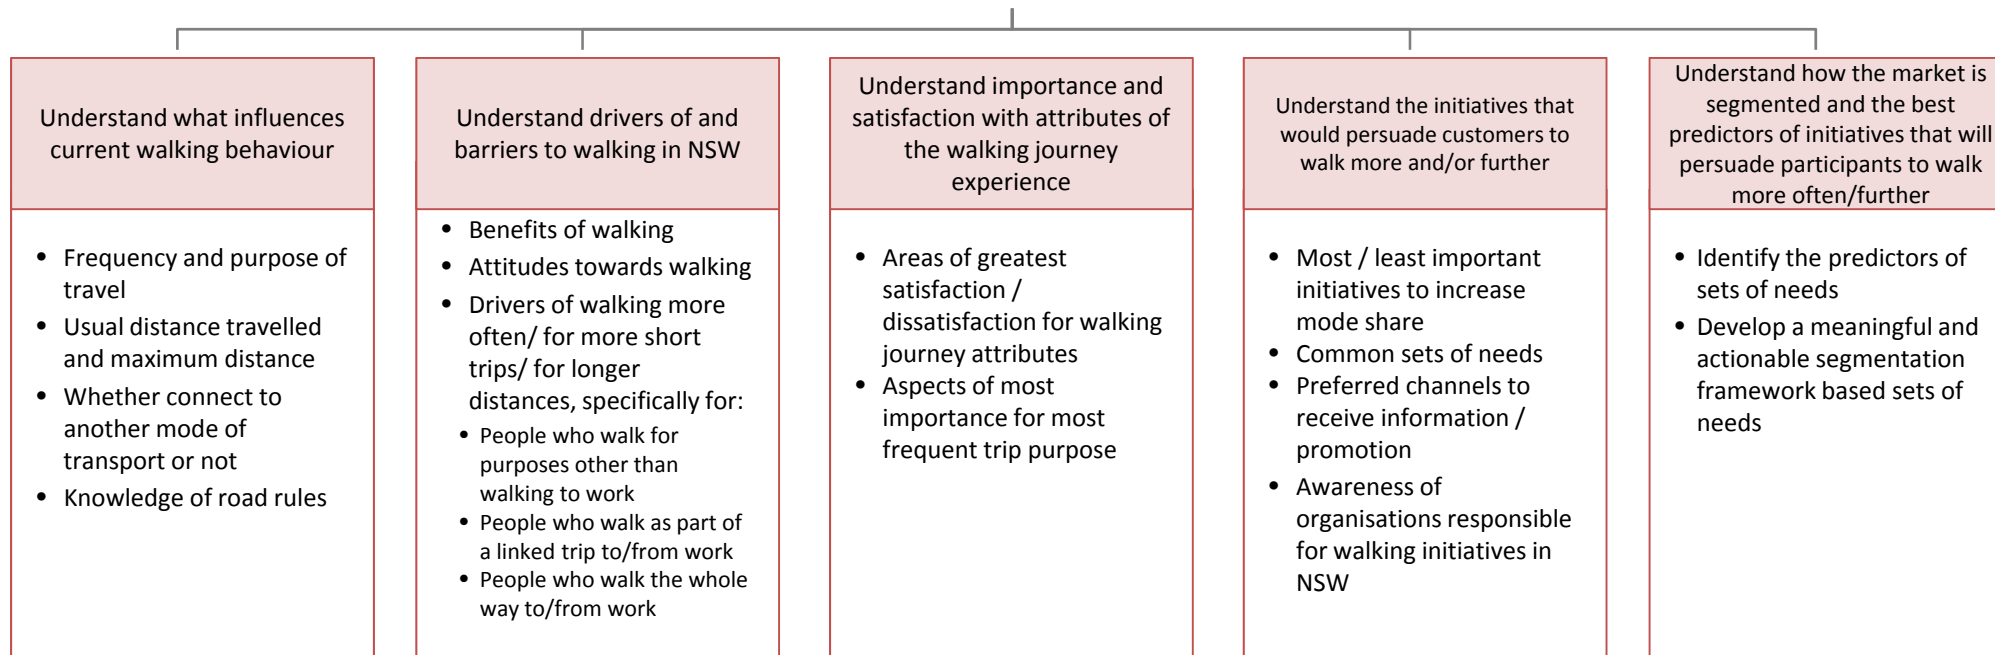 Understand what influences
current walking behaviour
• Frequency and purpose of
travel
• Usual distance travelled
and maximum distance
• Whether connect to
another mode of
transport or not
• Knowledge of road rules
Understand drivers of and
barriers to walking in NSW
• Benefits of walking
• Attitudes towards walking
• Drivers of walking more
often/ for more short
trips/ for longer
distances, specifically for:
• People who walk for
purposes other than
walking to work
• People who walk as part of
a linked trip to/from work
• People who walk the whole
way to/from work
Understand importance and
satisfaction with attributes of
the walking journey
experience
• Areas of greatest
satisfaction /
dissatisfaction for walking
journey attributes
• Aspects of most
importance for most
frequent trip purpose
Understand the initiatives that
would persuade customers to
walk more and/or further
• Most / least important
initiatives to increase
mode share
• Common sets of needs
• Preferred channels to
receive information /
promotion
• Awareness of
organisations responsible
for walking initiatives in
NSW
Understand how the market is
segmented and the best
predictors of initiatives that will
persuade participants to walk
more often/further
• Identify the predictors of
sets of needs
• Develop a meaningful and
actionable segmentation
framework based sets of
needs